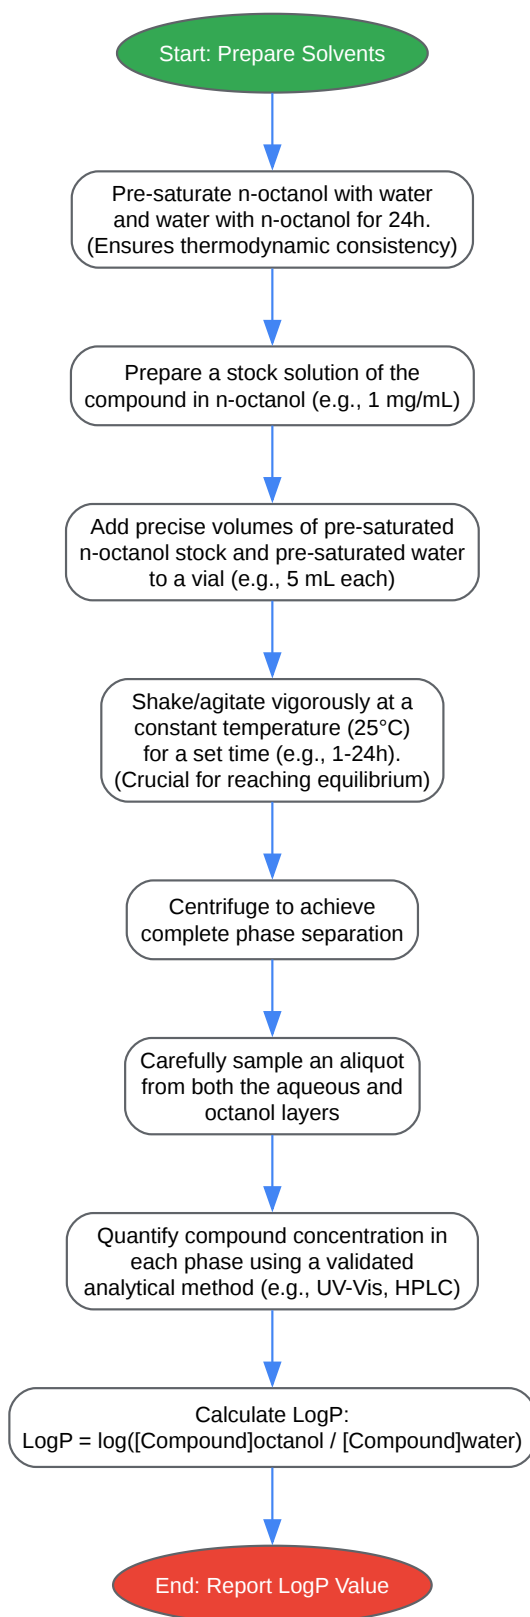 Start: Prepare Solvents
Pre-saturate n-octanol with water
and water with n-octanol for 24h.
(Ensures thermodynamic consistency)
Prepare a stock solution of the
compound in n-octanol (e.g., 1 mg/mL)
Add precise volumes of pre-saturated
n-octanol stock and pre-saturated water
to a vial (e.g., 5 mL each)
Shake/agitate vigorously at a
constant temperature (25°C)
for a set time (e.g., 1-24h).
(Crucial for reaching equilibrium)
Centrifuge to achieve
complete phase separation
Carefully sample an aliquot
from both the aqueous and
octanol layers
Quantify compound concentration in
each phase using a validated
analytical method (e.g., UV-Vis, HPLC)
Calculate LogP:
LogP = log([Compound]octanol / [Compound]water)
End: Report LogP Value